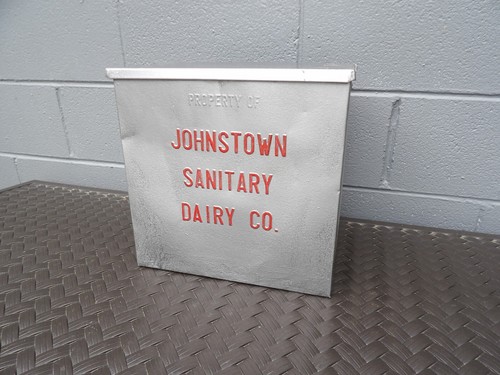 PROPERTY OF
JOHNSTOWN
SANITARY
DAIRY CO.